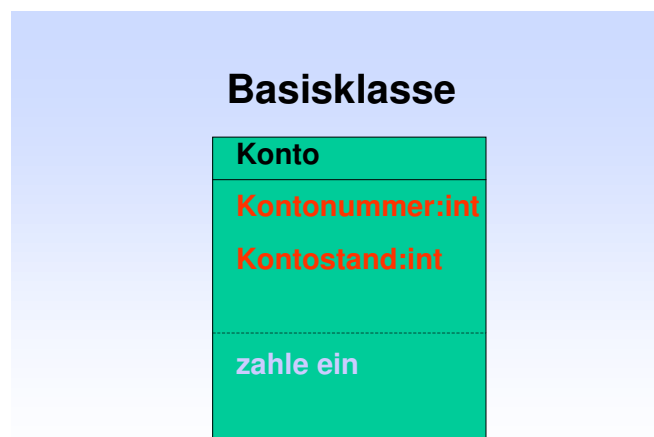 Basisklasse
Konto
Kontonummer:int
Kontostand:int
zahle ein